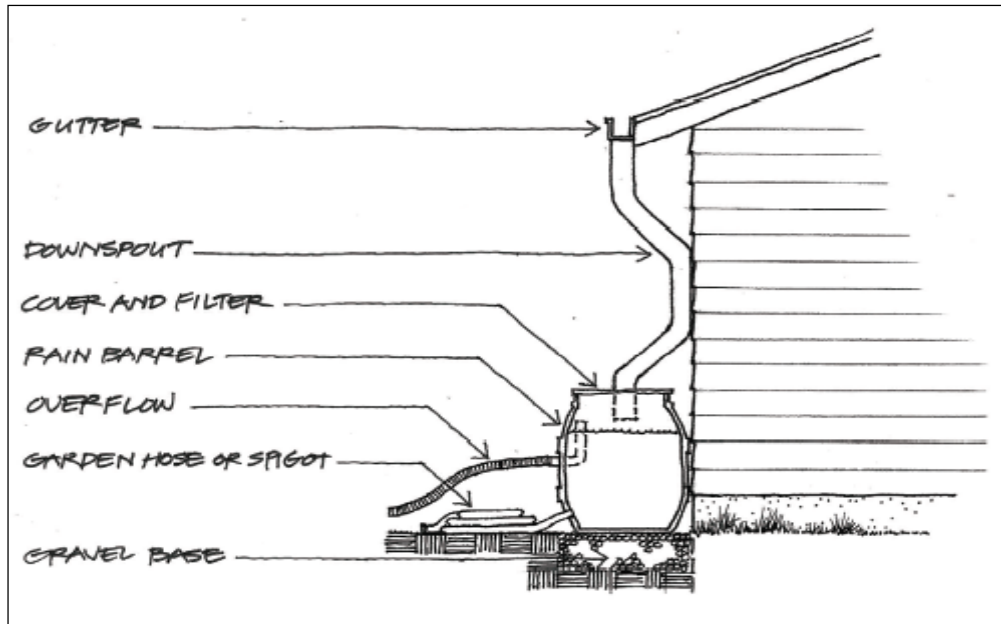 GUTTER
DOWNSPOUT
COVER AND FILTER
RAIN BARREL
OVERFLOW
GARDEN HOSE OR SPIGOT
GRAVEL BASE